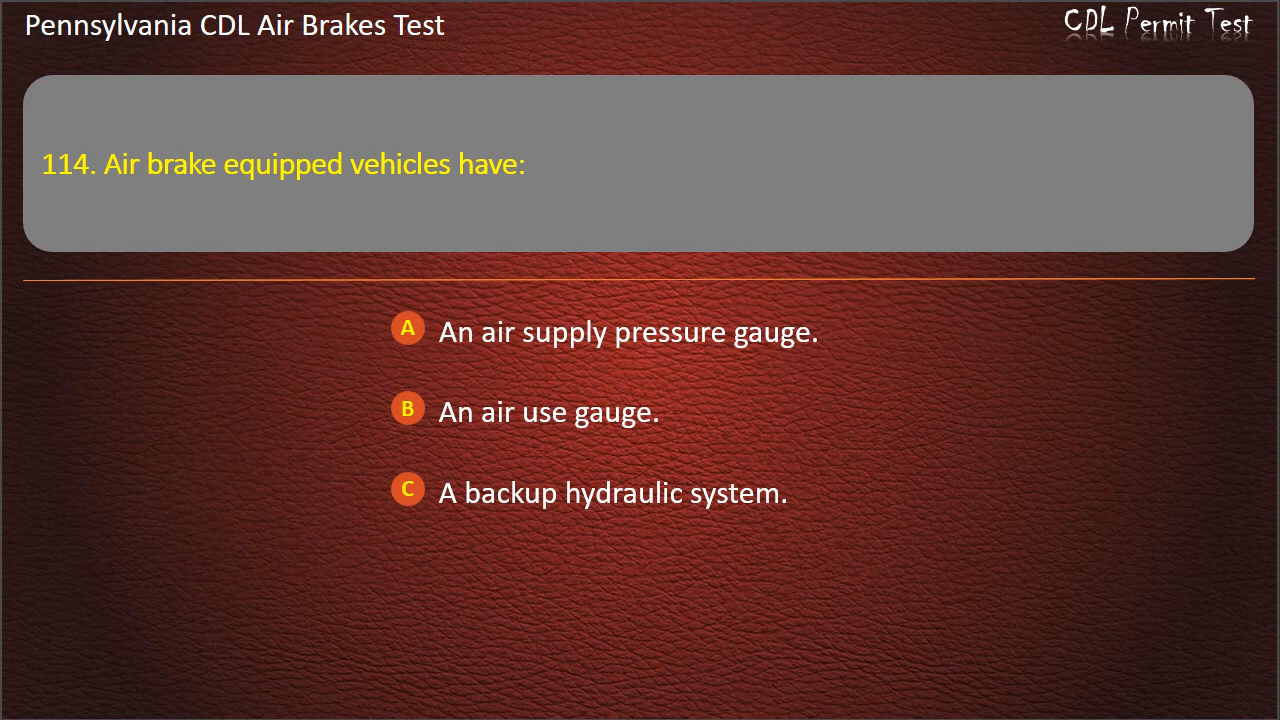 Pennsylvania CDL Air Brakes Test
CDL Permit Test
114. Air brake equipped vehicles have:
A An air supply pressure gauge.
B An air use gauge.
C A backup hydraulic system.